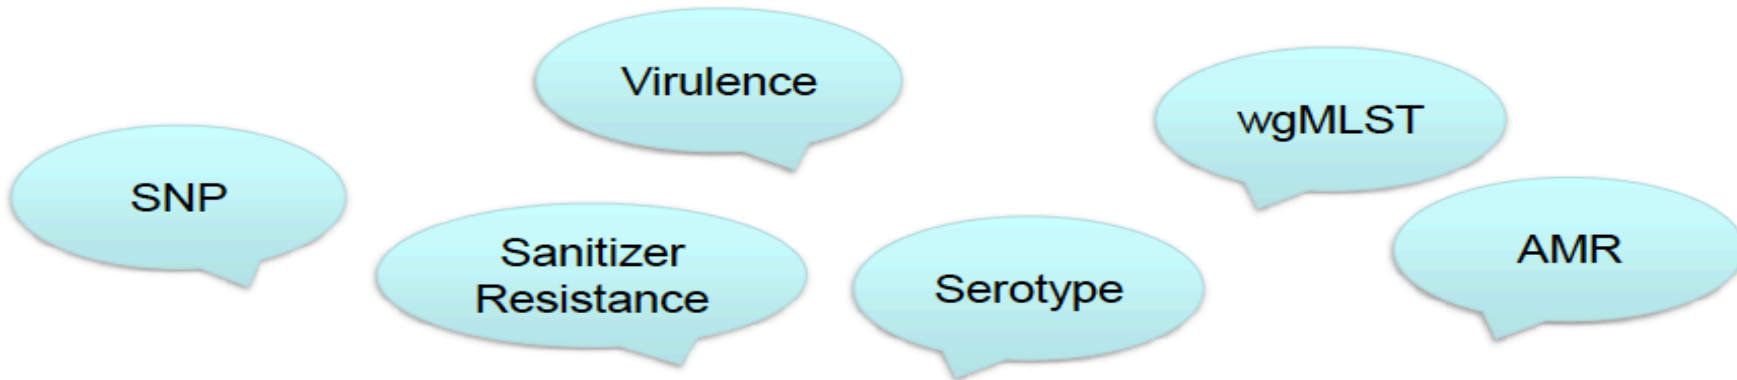 Virulence
wgMLST
SNP
Sanitizer
Resistance
Serotype
AMR